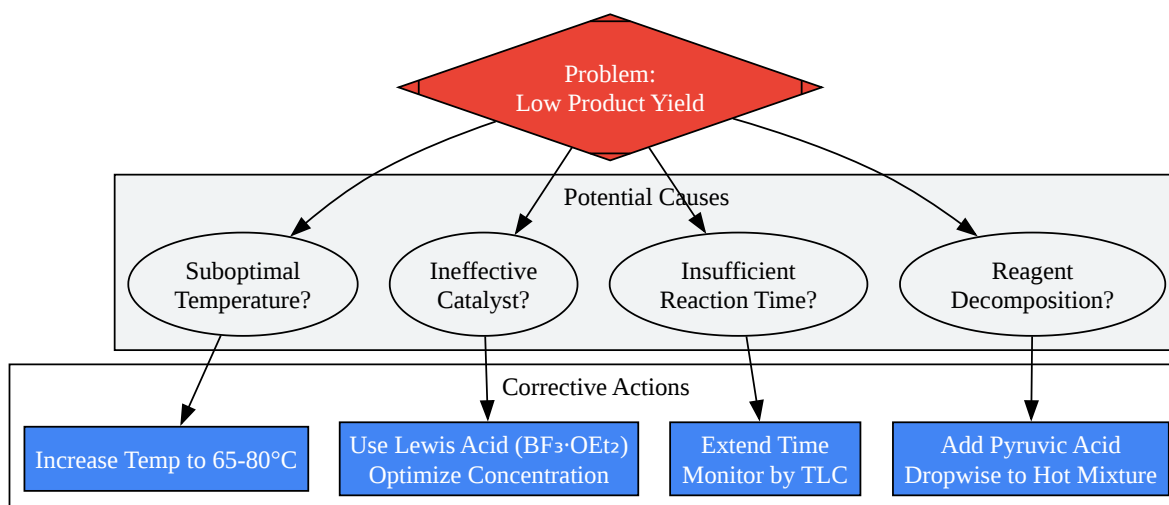 Problem:
Low Product Yield
Potential Causes
Suboptimal
Temperature?
Ineffective
Catalyst?
Insufficient
Reaction Time?
Reagent
Decomposition?
Corrective Actions
Increase Temp to 65-80°C
Use Lewis Acid (BF₃·OEt₂)
Optimize Concentration
Extend Time
Monitor by TLC
Add Pyruvic Acid
Dropwise to Hot Mixture